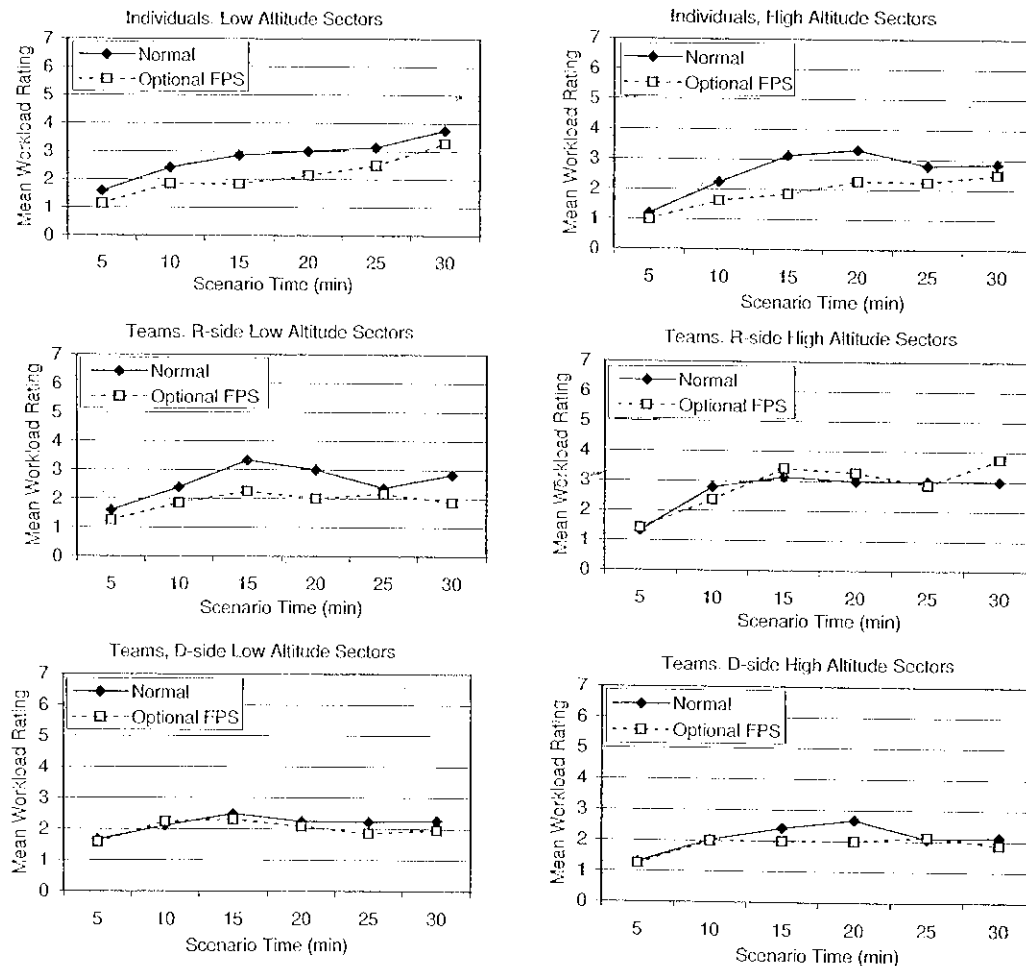 Individuals. Low Altitude Sectors
Mean Workload Rating
7
6
5
4
3
2
1
0
Normal
Optional FPS
5 10 15 20 25 30
Scenario Time (min)
Individuals, High Altitude Sectors
Mean Workload Rating
7
6
5
4
3
2
1
0
Normal
Optional FPS
5 10 15 20 25 30
Scenario Time (min)
Teams. R-side Low Altitude Sectors
Mean Workload Rating
7
6
5
4
3
2
1
0
Normal
Optional FPS
5 10 15 20 25 30
Scenario Time (min)
Teams. R-side High Altitude Sectors
Mean Workload Rating
7
6
5
4
3
2
1
0
Normal
Optional FPS
5 10 15 20 25 30
Scenario Time (min)
Teams, D-side Low Altitude Sectors
Mean Workload Rating
7
6
5
4
3
2
1
0
Normal
Optional FPS
5 10 15 20 25 30
Scenario Time (min)
Teams. D-side High Altitude Sectors
Mean Workload Rating
7
6
5
4
3
2
1
0
Normal
Optional FPS
5 10 15 20 25 30
Scenario Time (min)